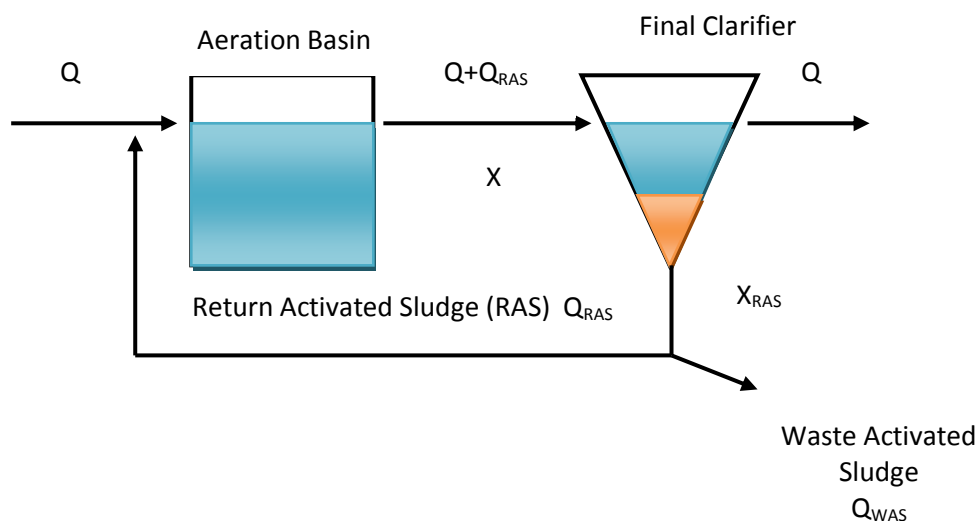 Aeration Basin
Final Clarifier
Q
Q+QRAS
Q
X
Return Activated Sludge (RAS) QRAS
XRAS
Waste Activated
Sludge
QWAS